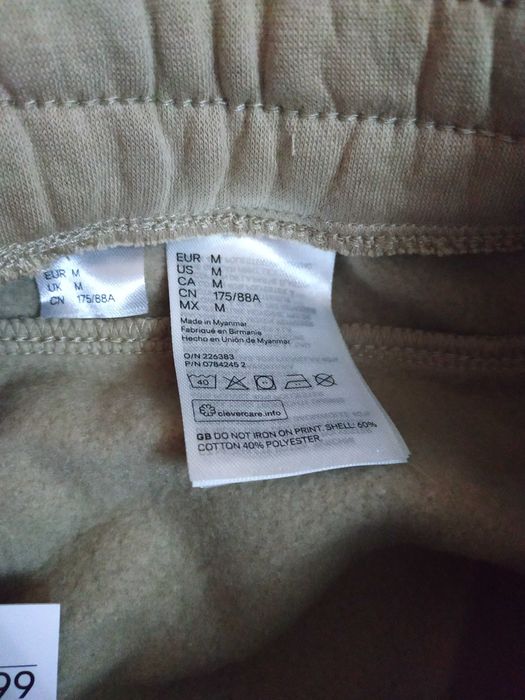 EUR M
UK M
CN 175/88A
EUR M
US M
CA M
CN 175/88A
MX M
Made in Myanmar
Fabriqué en Birmanie
Hecho en Unión de Myanmar
O/N 226383
P/N 0784245 2
40
clevercare.info
GB DO NOT IRON ON PRINT. SHELL: 60%
COTTON 40% POLYESTER.
99